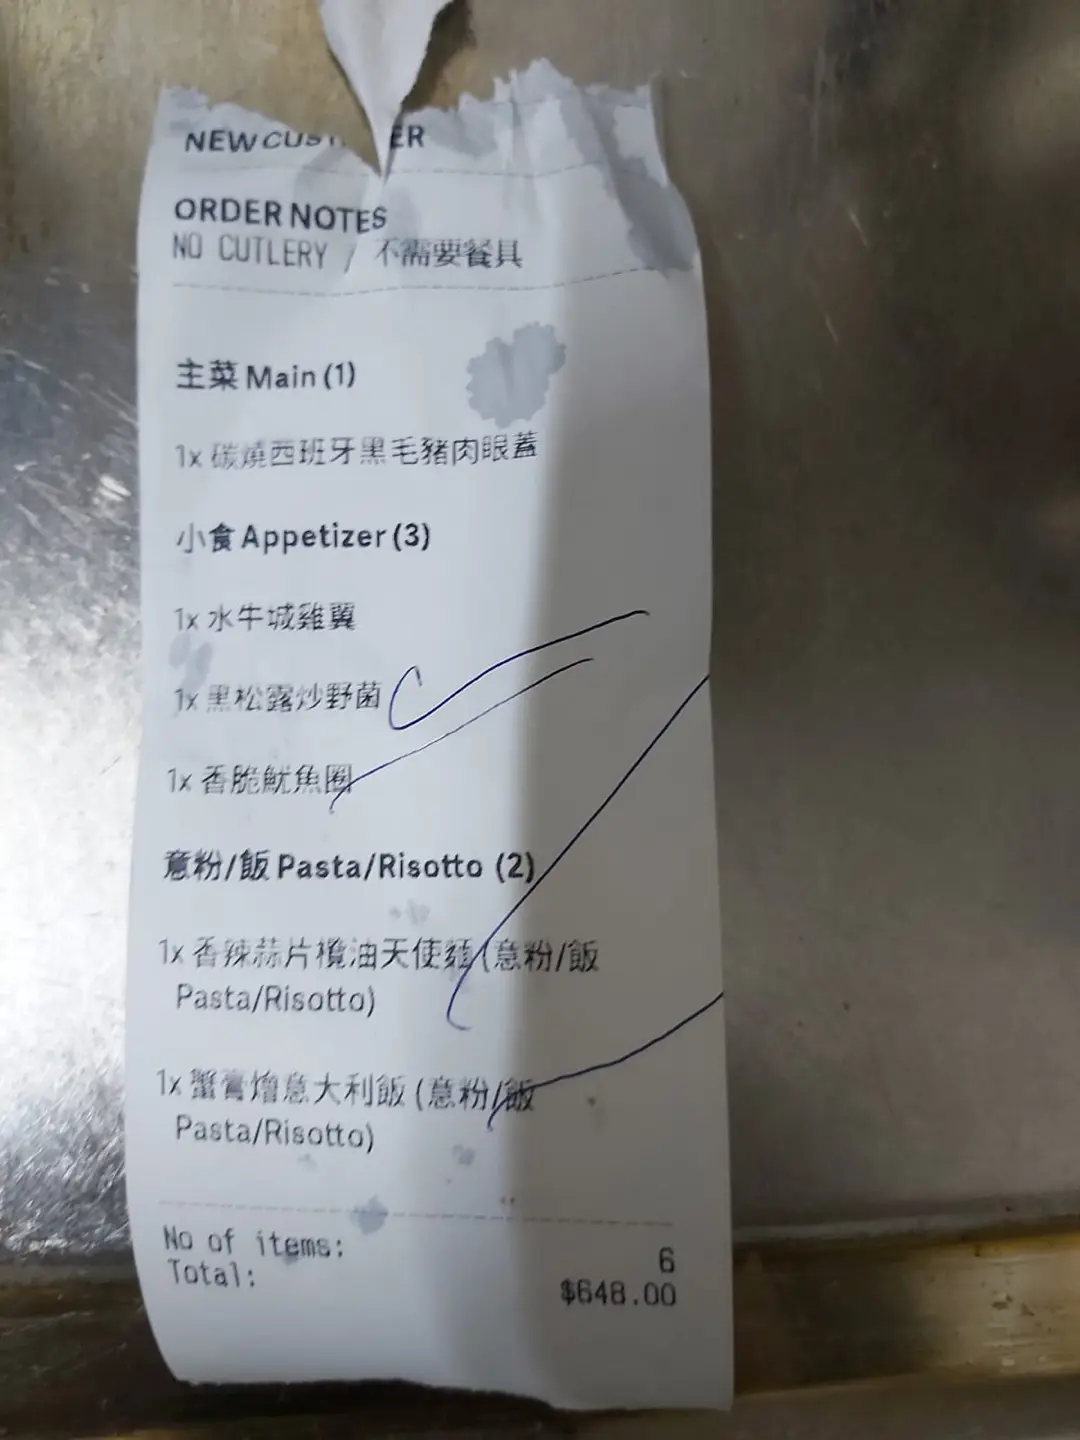 NEW CUST ER
ORDER NOTES
NO CUTLERY / 不需要餐具
主菜 Main (1)
1x 碳燒西班牙黑毛豬肉眼蓋
小食 Appetizer (3)
1x 水牛城雞翼
1x 黑松露炒野菌
1x 香脆魷魚圈
意粉/飯 Pasta/Risotto (2)
1x 香辣蒜片欖油天使麵 (意粉/飯
Pasta/Risotto)
1x 蟹膏燴意大利飯 (意粉/飯
Pasta/Risotto)
No of items: 6
Total: $648.00